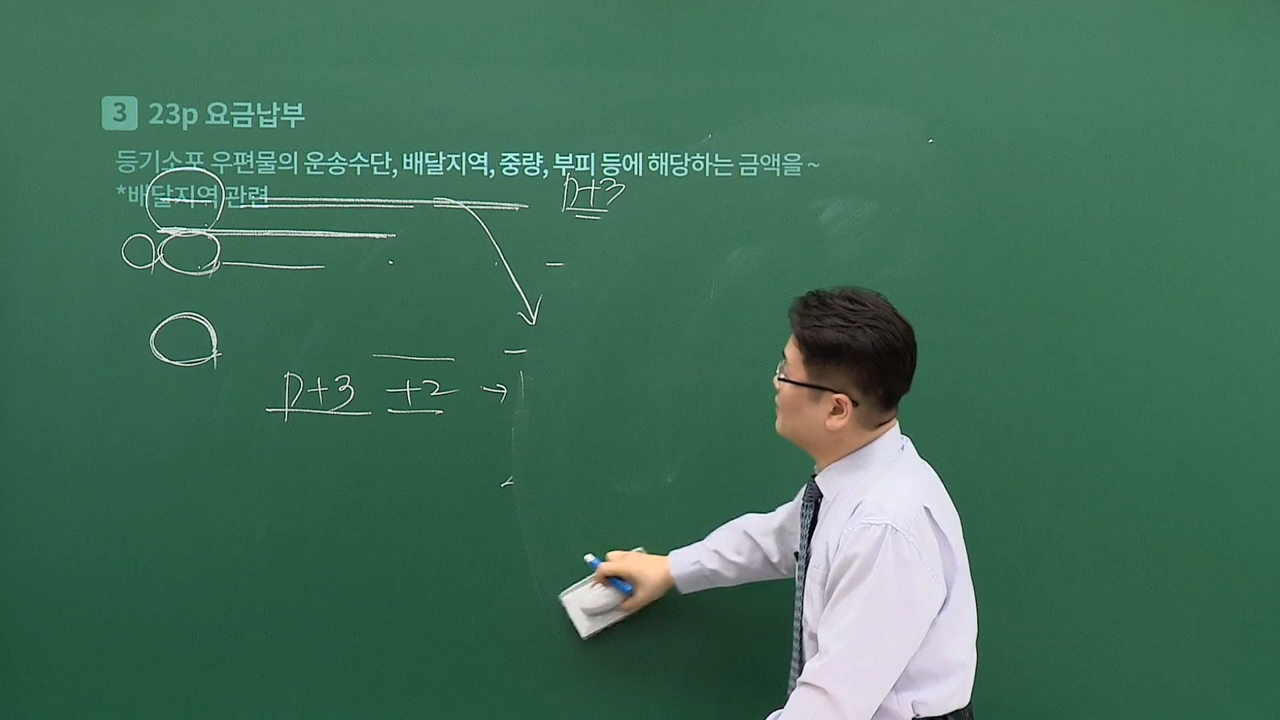 3 23p 요금납부
등기소포 우편물의 운송수단, 배달지역, 중량, 부피 등에 해당하는 금액을 ~
*배달지역 관련
D+3
D+3 +2 →